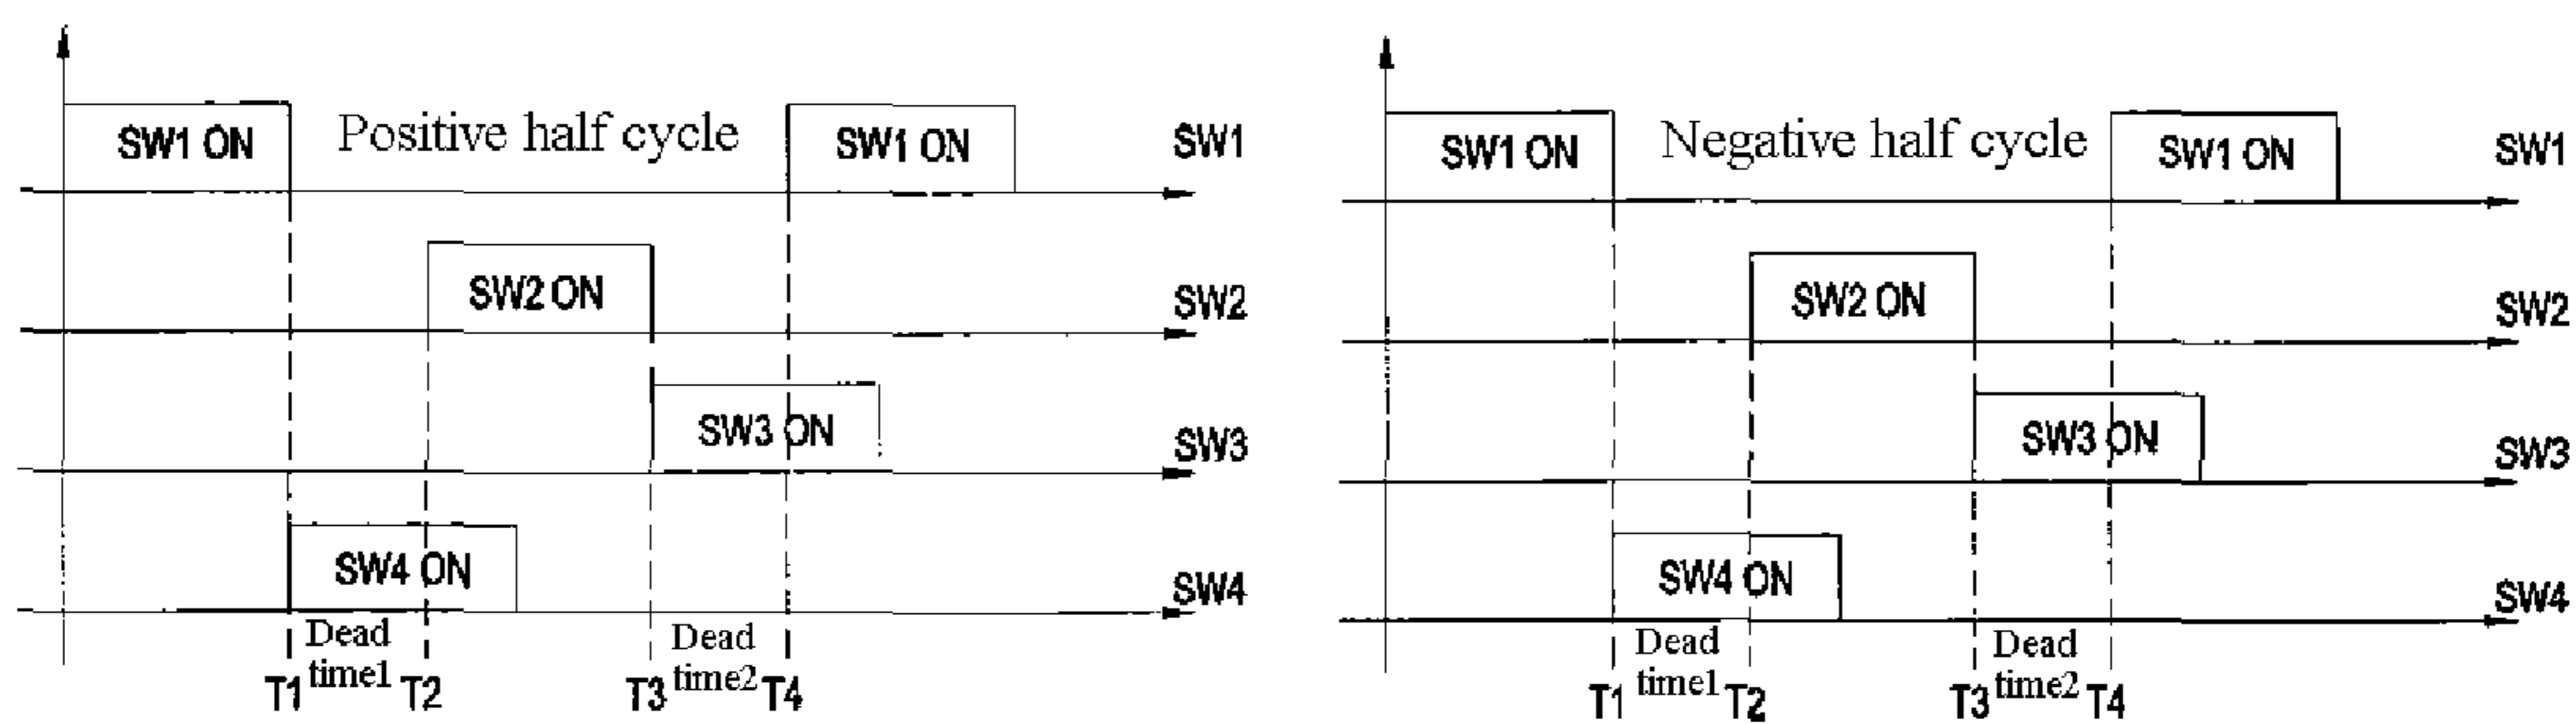 SW1 ON Positive half cycle SW1 ON SW1
SW2 ON SW2
SW3 ON SW3
SW4 ON SW4
Dead Dead
T1 time1 T2 T3 time2 T4
SW1 ON Negative half cycle SW1 ON SW1
SW2 ON SW2
SW3 ON SW3
SW4 ON SW4
Dead Dead
T1 time1 T2 T3 time2 T4